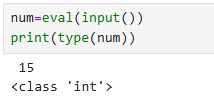 num=eval(input())
print(type(num))
15
<class 'int'>